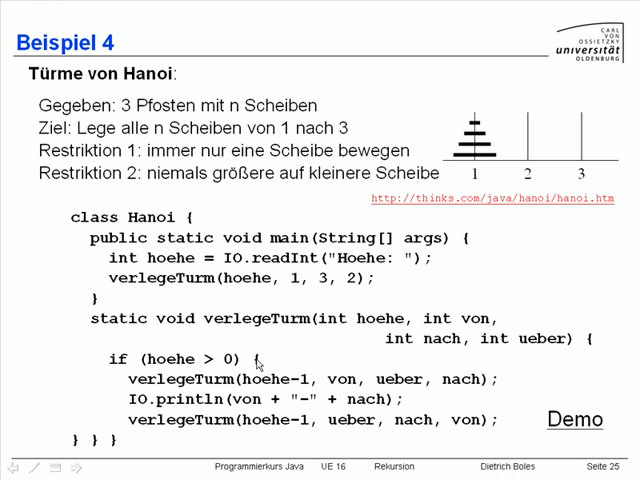 Beispiel 4
CARL
VON
OSSIETZKY
universität
OLDENBURG
Türme von Hanoi:
Gegeben: 3 Pfosten mit n Scheiben
Ziel: Lege alle n Scheiben von 1 nach 3
Restriktion 1: immer nur eine Scheibe bewegen
Restriktion 2: niemals größere auf kleinere Scheibe
1 2 3
http://thinks.com/java/hanoi/hanoi.htm
class Hanoi {
public static void main(String[] args) {
int hoehe = IO.readInt("Hoehe: ");
verlegeTurm(hoehe, 1, 3, 2);
}
static void verlegeTurm(int hoehe, int von,
int nach, int ueber) {
if (hoehe > 0) {
verlegeTurm(hoehe-1, von, ueber, nach);
IO.println(von + "-" + nach);
verlegeTurm(hoehe-1, ueber, nach, von);
} } }
Demo
Programmierkurs Java UE 16 Rekursion Dietrich Boles Seite 25